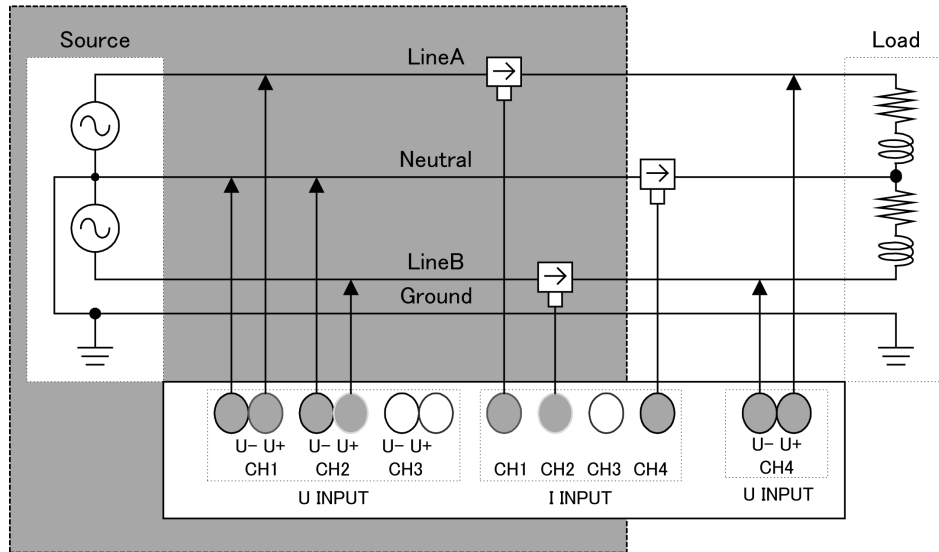 Source
LineA
Load
Neutral
LineB
Ground
U- U+ U- U+ U- U+ U- U+
CH1 CH2 CH3 CH1 CH2 CH3 CH4 CH4
U INPUT I INPUT U INPUT